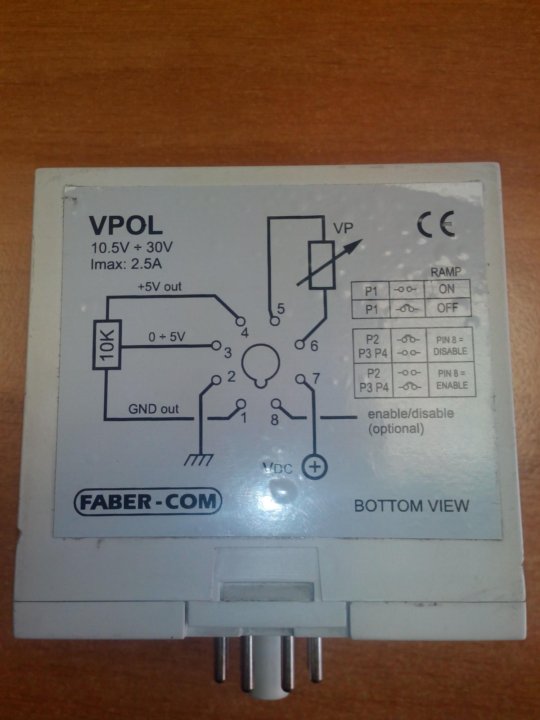 VPOL
10.5V ÷ 30V
Imax: 2.5A
+5V out
10K
0 ÷ 5V
GND out
VP
CE
1
2
3
4
5
6
7
8
VDC +
RAMP
P1 ON
P1 OFF
P2
P3 P4
PIN 8 =
DISABLE
P2
P3 P4
PIN 8 =
ENABLE
enable/disable
(optional)
FABER-COM
BOTTOM VIEW